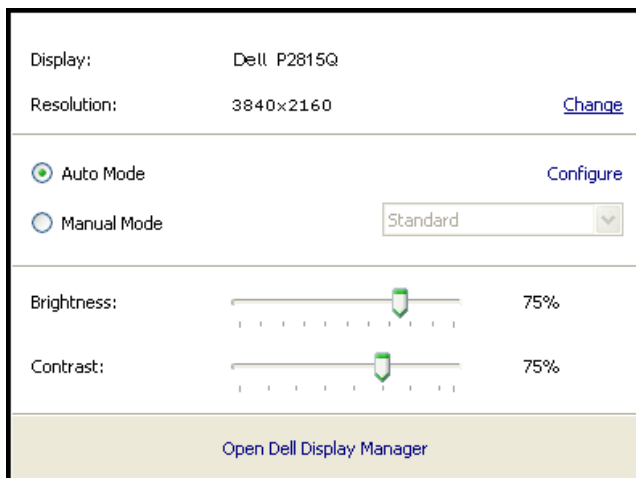 Display: Dell P2815Q
Resolution: 3840x2160 Change
Auto Mode Configure
Manual Mode Standard
Brightness: 75%
Contrast: 75%
Open Dell Display Manager